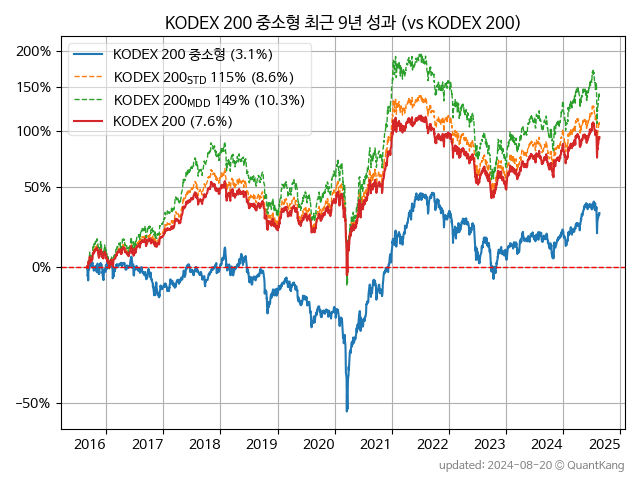 KODEX 200 중소형 최근 9년 성과 (vs KODEX 200)
200%
150%
100%
50%
0%
−50%
KODEX 200 중소형 (3.1%)
KODEX 200STD 115% (8.6%)
KODEX 200MDD 149% (10.3%)
KODEX 200 (7.6%)
2016 2017 2018 2019 2020 2021 2022 2023 2024 2025
updated: 2024-08-20 © QuantKang